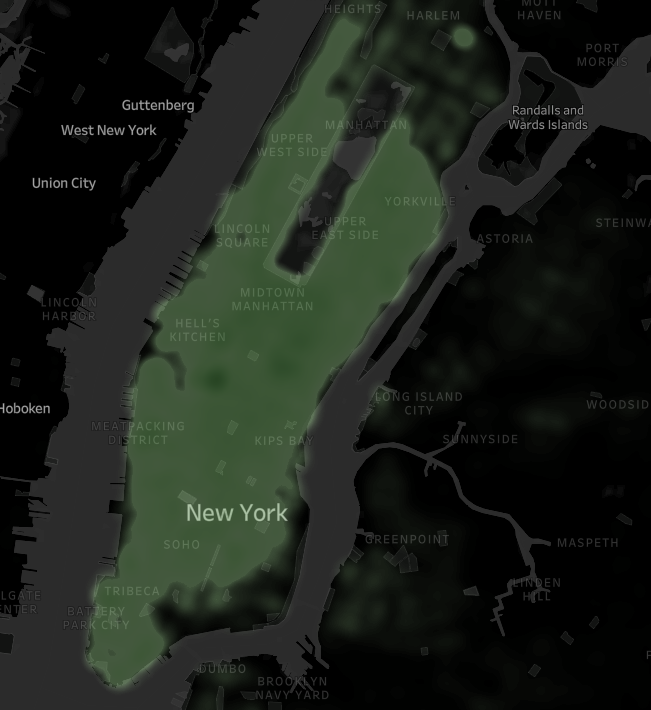 HEIGHTS
HARLEM
MOTT
HAVEN
PORT
MORRIS
Guttenberg
Randalls and
Wards Islands
West New York
MANHATTAN
UPPER
WEST SIDE
Union City
YORKVILLE
UPPER
EAST SIDE
STEINWA
LINCOLN
SQUARE
ASTORIA
MIDTOWN
MANHATTAN
LINCOLN
HARBOR
HELL'S
KITCHEN
LONG ISLAND
CITY
WOODSID
Hoboken
MEATPACKING
DISTRICT
KIPS BAY
SUNNYSIDE
New York
SOHO
GREENPOINT
MASPETH
LINDEN
HILL
TRIBECA
LGATE
ENTER
BATTERY
PARK CITY
DUMBO
BROOKLYN
NAVY YARD